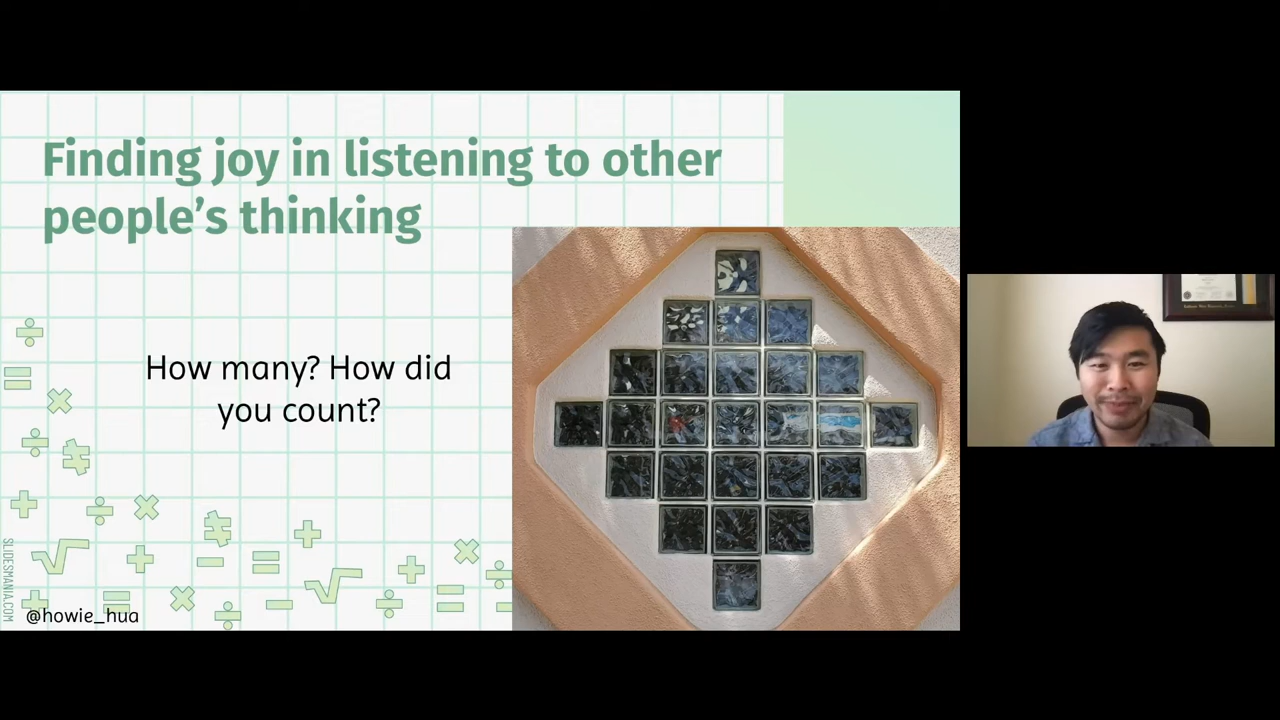 Finding joy in listening to other
people’s thinking
How many? How did
you count?
SLIDESMANIA.COM
@howie_hua